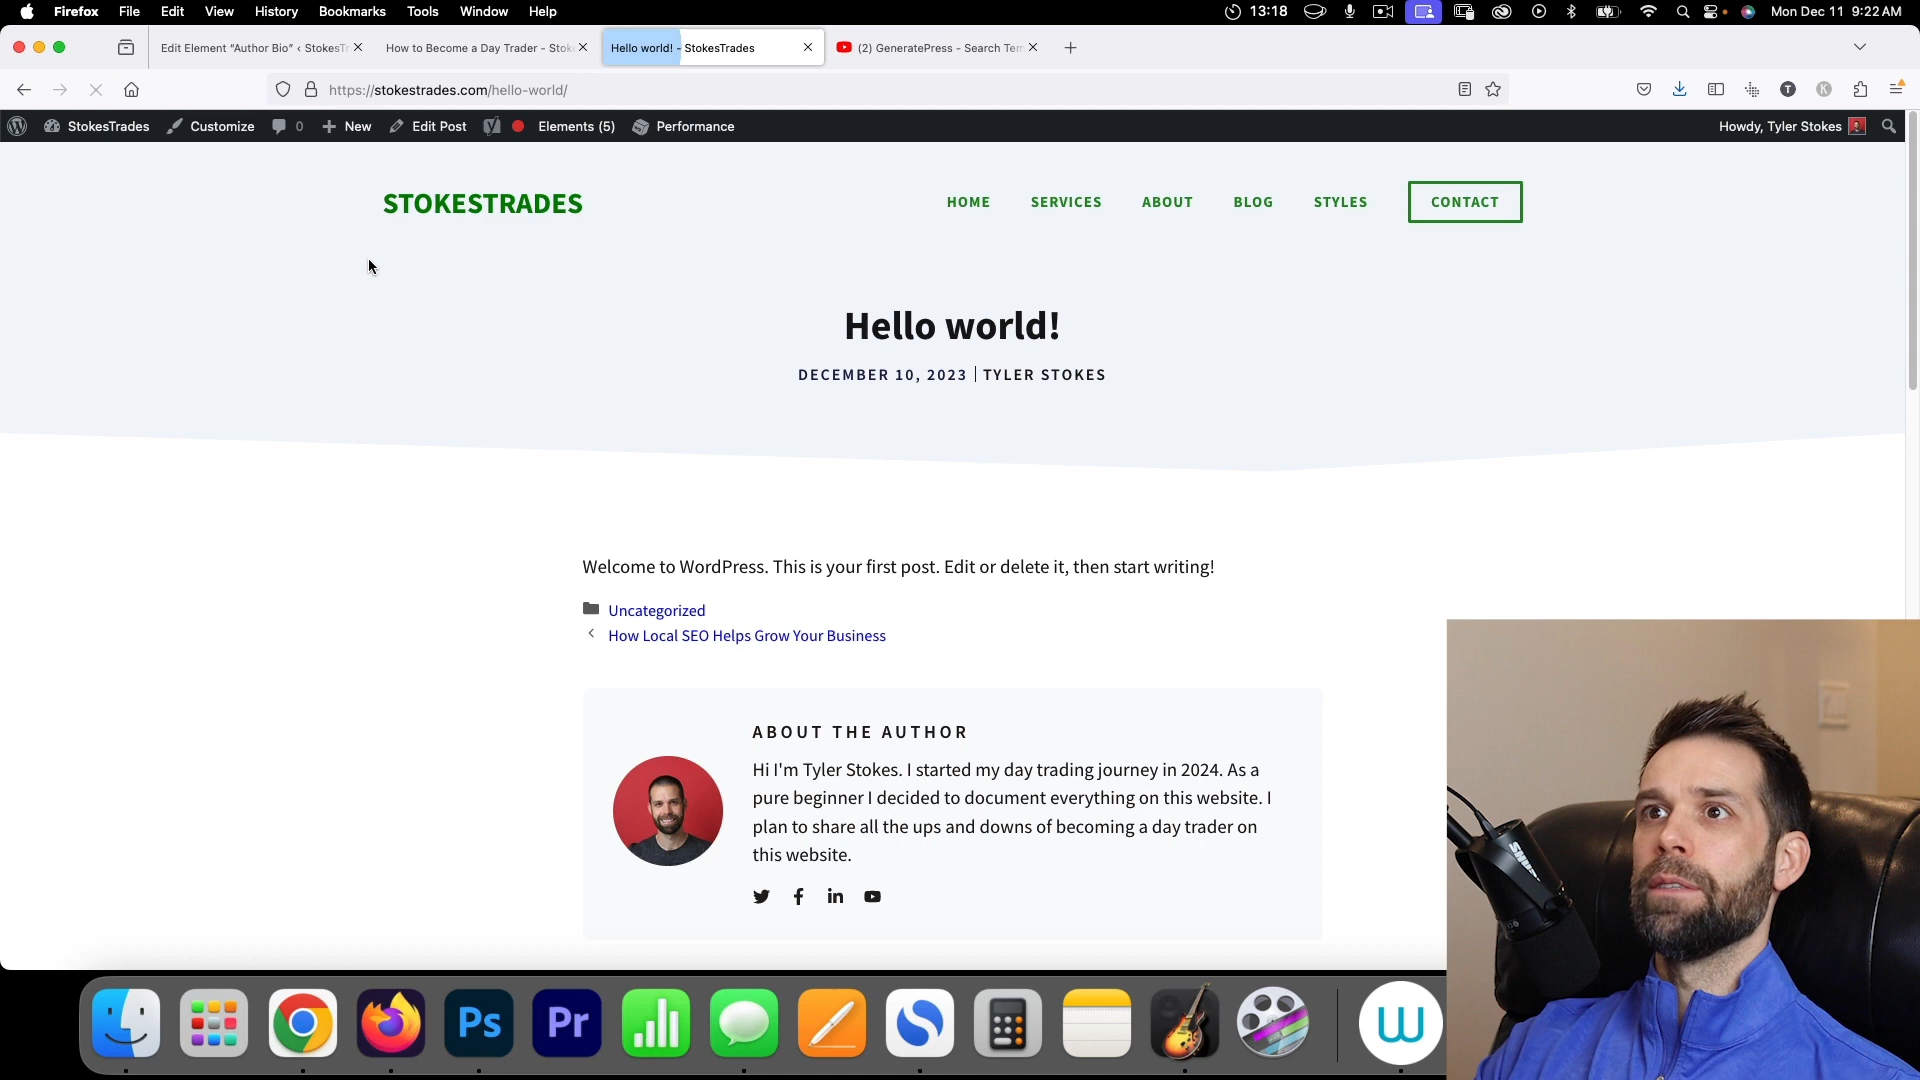 Firefox File Edit View History Bookmarks Tools Window Help 13:18 Mon Dec 11 9:22 AM
Edit Element “Author Bio” ‹ StokesTr How to Become a Day Trader - Stok Hello world! - StokesTrades (2) GeneratePress - Search Tem
https://stokestrades.com/hello-world/ T K
StokesTrades Customize 0 New Edit Post Elements (5) Performance Howdy, Tyler Stokes
STOKESTRADES HOME SERVICES ABOUT BLOG STYLES CONTACT
Hello world!
DECEMBER 10, 2023 | TYLER STOKES
Welcome to WordPress. This is your first post. Edit or delete it, then start writing!
Uncategorized
How Local SEO Helps Grow Your Business
ABOUT THE AUTHOR
Hi I'm Tyler Stokes. I started my day trading journey in 2024. As a
pure beginner I decided to document everything on this website. I
plan to share all the ups and downs of becoming a day trader on
this website.
SHURE
Ps Pr W